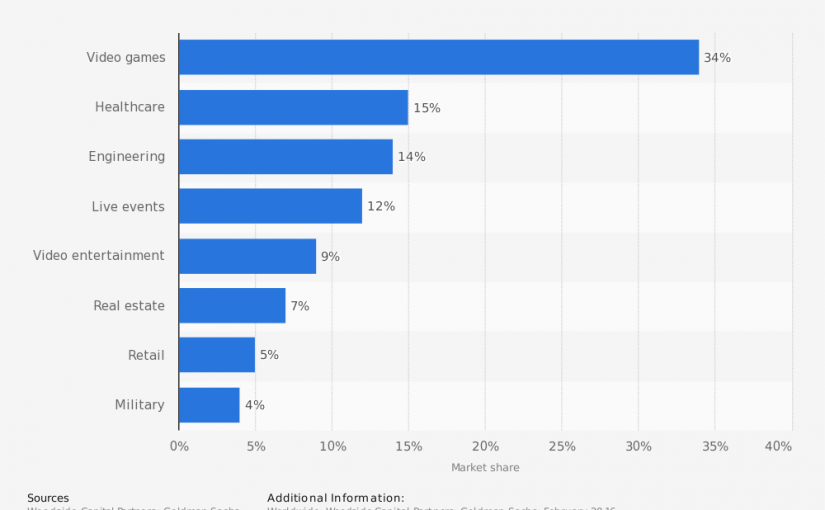 Video games 34%
Healthcare 15%
Engineering 14%
Live events 12%
Video entertainment 9%
Real estate 7%
Retail 5%
Military 4%
0% 5% 10% 15% 20% 25% 30% 35% 40%
Market share
Sources Additional Information: